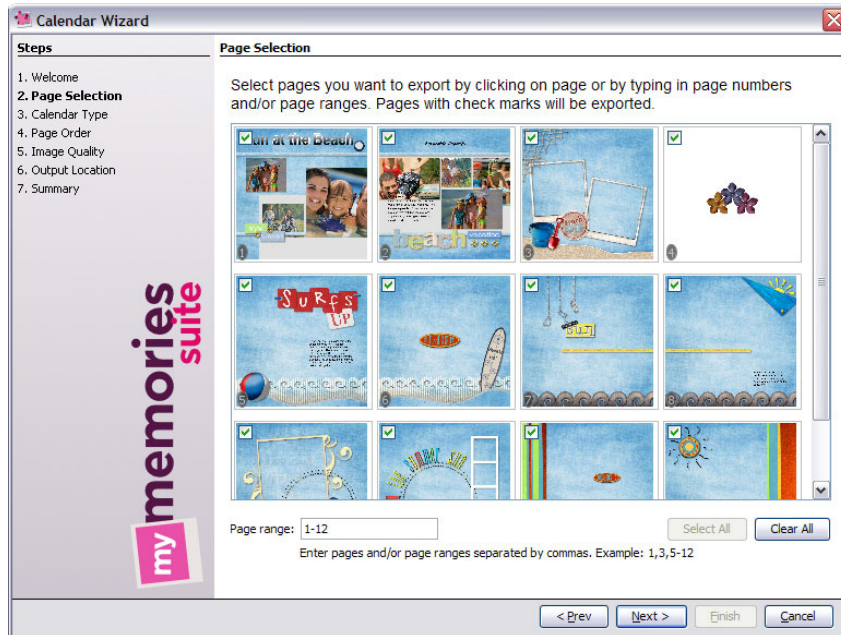 Calendar Wizard
Steps
1. Welcome
2. Page Selection
3. Calendar Type
4. Page Order
5. Image Quality
6. Output Location
7. Summary
my memories suite
Page Selection
Select pages you want to export by clicking on page or by typing in page numbers
and/or page ranges. Pages with check marks will be exported.
un at the Beach
beach
vacation
1
2
3
4
SURFS
UP
5
6
7
8
Page range: 1-12
Select All
Clear All
Enter pages and/or page ranges separated by commas. Example: 1,3,5-12
< Prev
Next >
Finish
Cancel